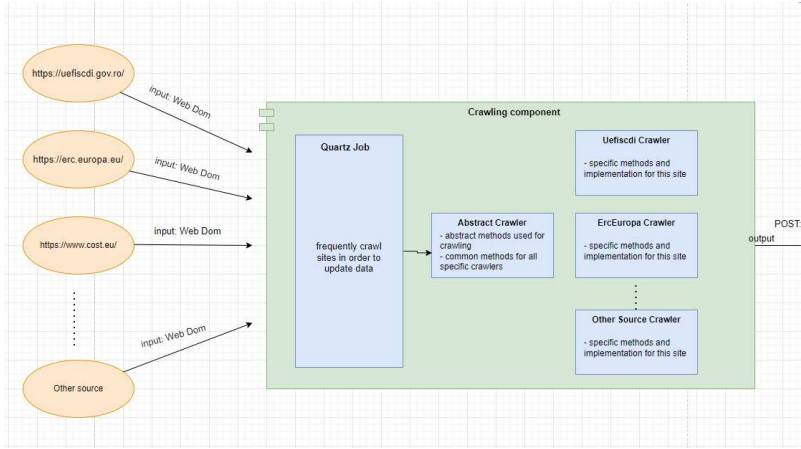 https://uefiscdi.gov.ro/
input: Web Dom
https://erc.europa.eu/
input: Web Dom
https://www.cost.eu/
input: Web Dom
Other source
input: Web Dom
Crawling component
Quartz Job
frequently crawl
sites in order to
update data
Abstract Crawler
- abstract methods used for
crawling
- common methods for all
specific crawlers
Uefiscdi Crawler
- specific methods and
implementation for this site
ErcEuropa Crawler
- specific methods and
implementation for this site
Other Source Crawler
- specific methods and
implementation for this site
POST:
output